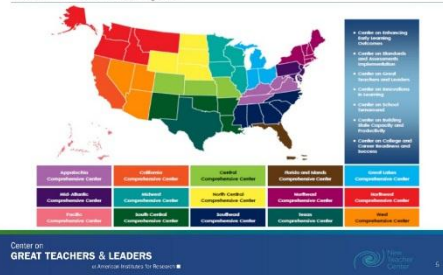 Center on Enhancing
Early Learning
Outcomes
Center on Standards
and Assessments
Implementation
Center on Great
Teachers and Leaders
Center on Innovations
in Learning
Center on School
Turnaround
Center on Building
State Capacity and
Productivity
Center on College and
Career Readiness and
Success
Appalachia
Comprehensive Center
California
Comprehensive Center
Central
Comprehensive Center
Florida and Islands
Comprehensive Center
Great Lakes
Comprehensive Center
Mid-Atlantic
Comprehensive Center
Midwest
Comprehensive Center
North Central
Comprehensive Center
Northeast
Comprehensive Center
Northwest
Comprehensive Center
Pacific
Comprehensive Center
South Central
Comprehensive Center
Southeast
Comprehensive Center
Texas
Comprehensive Center
West
Comprehensive Center
Center on
GREAT TEACHERS & LEADERS
at American Institutes for Research
New
Teacher
Center
5